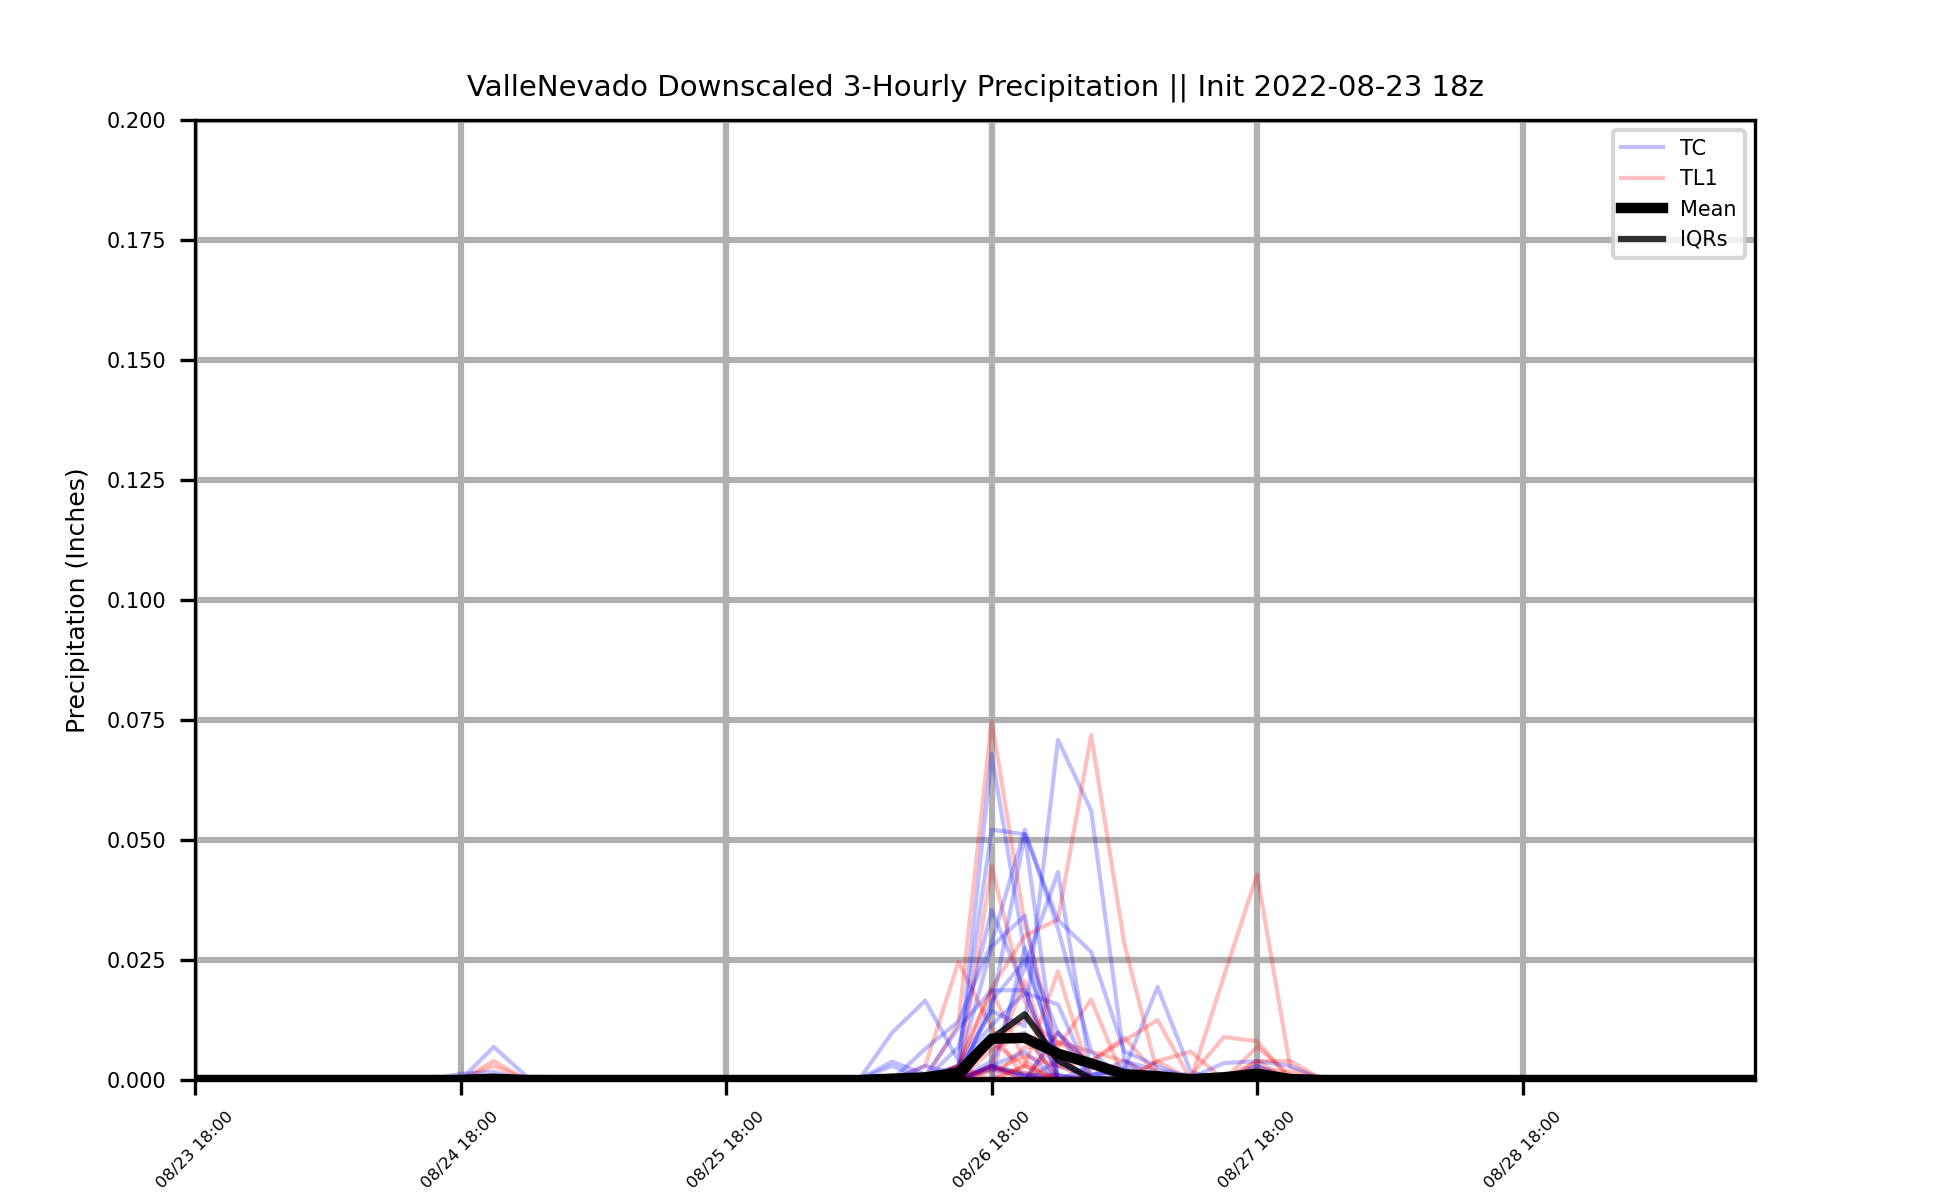 ValleNevado Downscaled 3-Hourly Precipitation || Init 2022-08-23 18z
0.200
0.175
0.150
0.125
0.100
0.075
0.050
0.025
0.000
Precipitation (Inches)
TC
TL1
Mean
IQRs
08/23 18:00
08/24 18:00
08/25 18:00
08/26 18:00
08/27 18:00
08/28 18:00